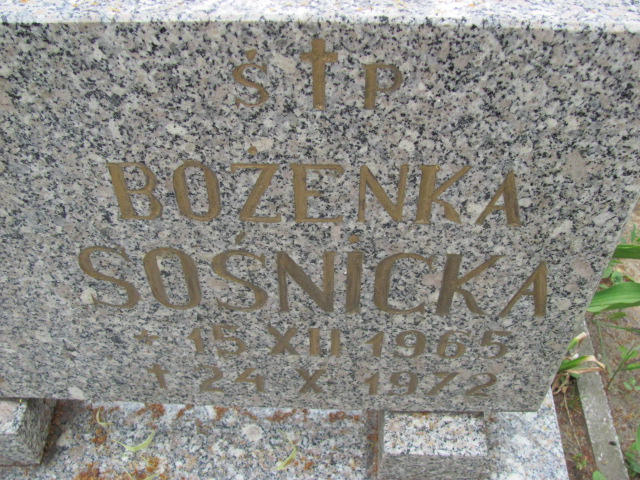 Ś † P
BOŻENKA
SOŚNICKA
* 15 XII 1965
† 24 X 1972